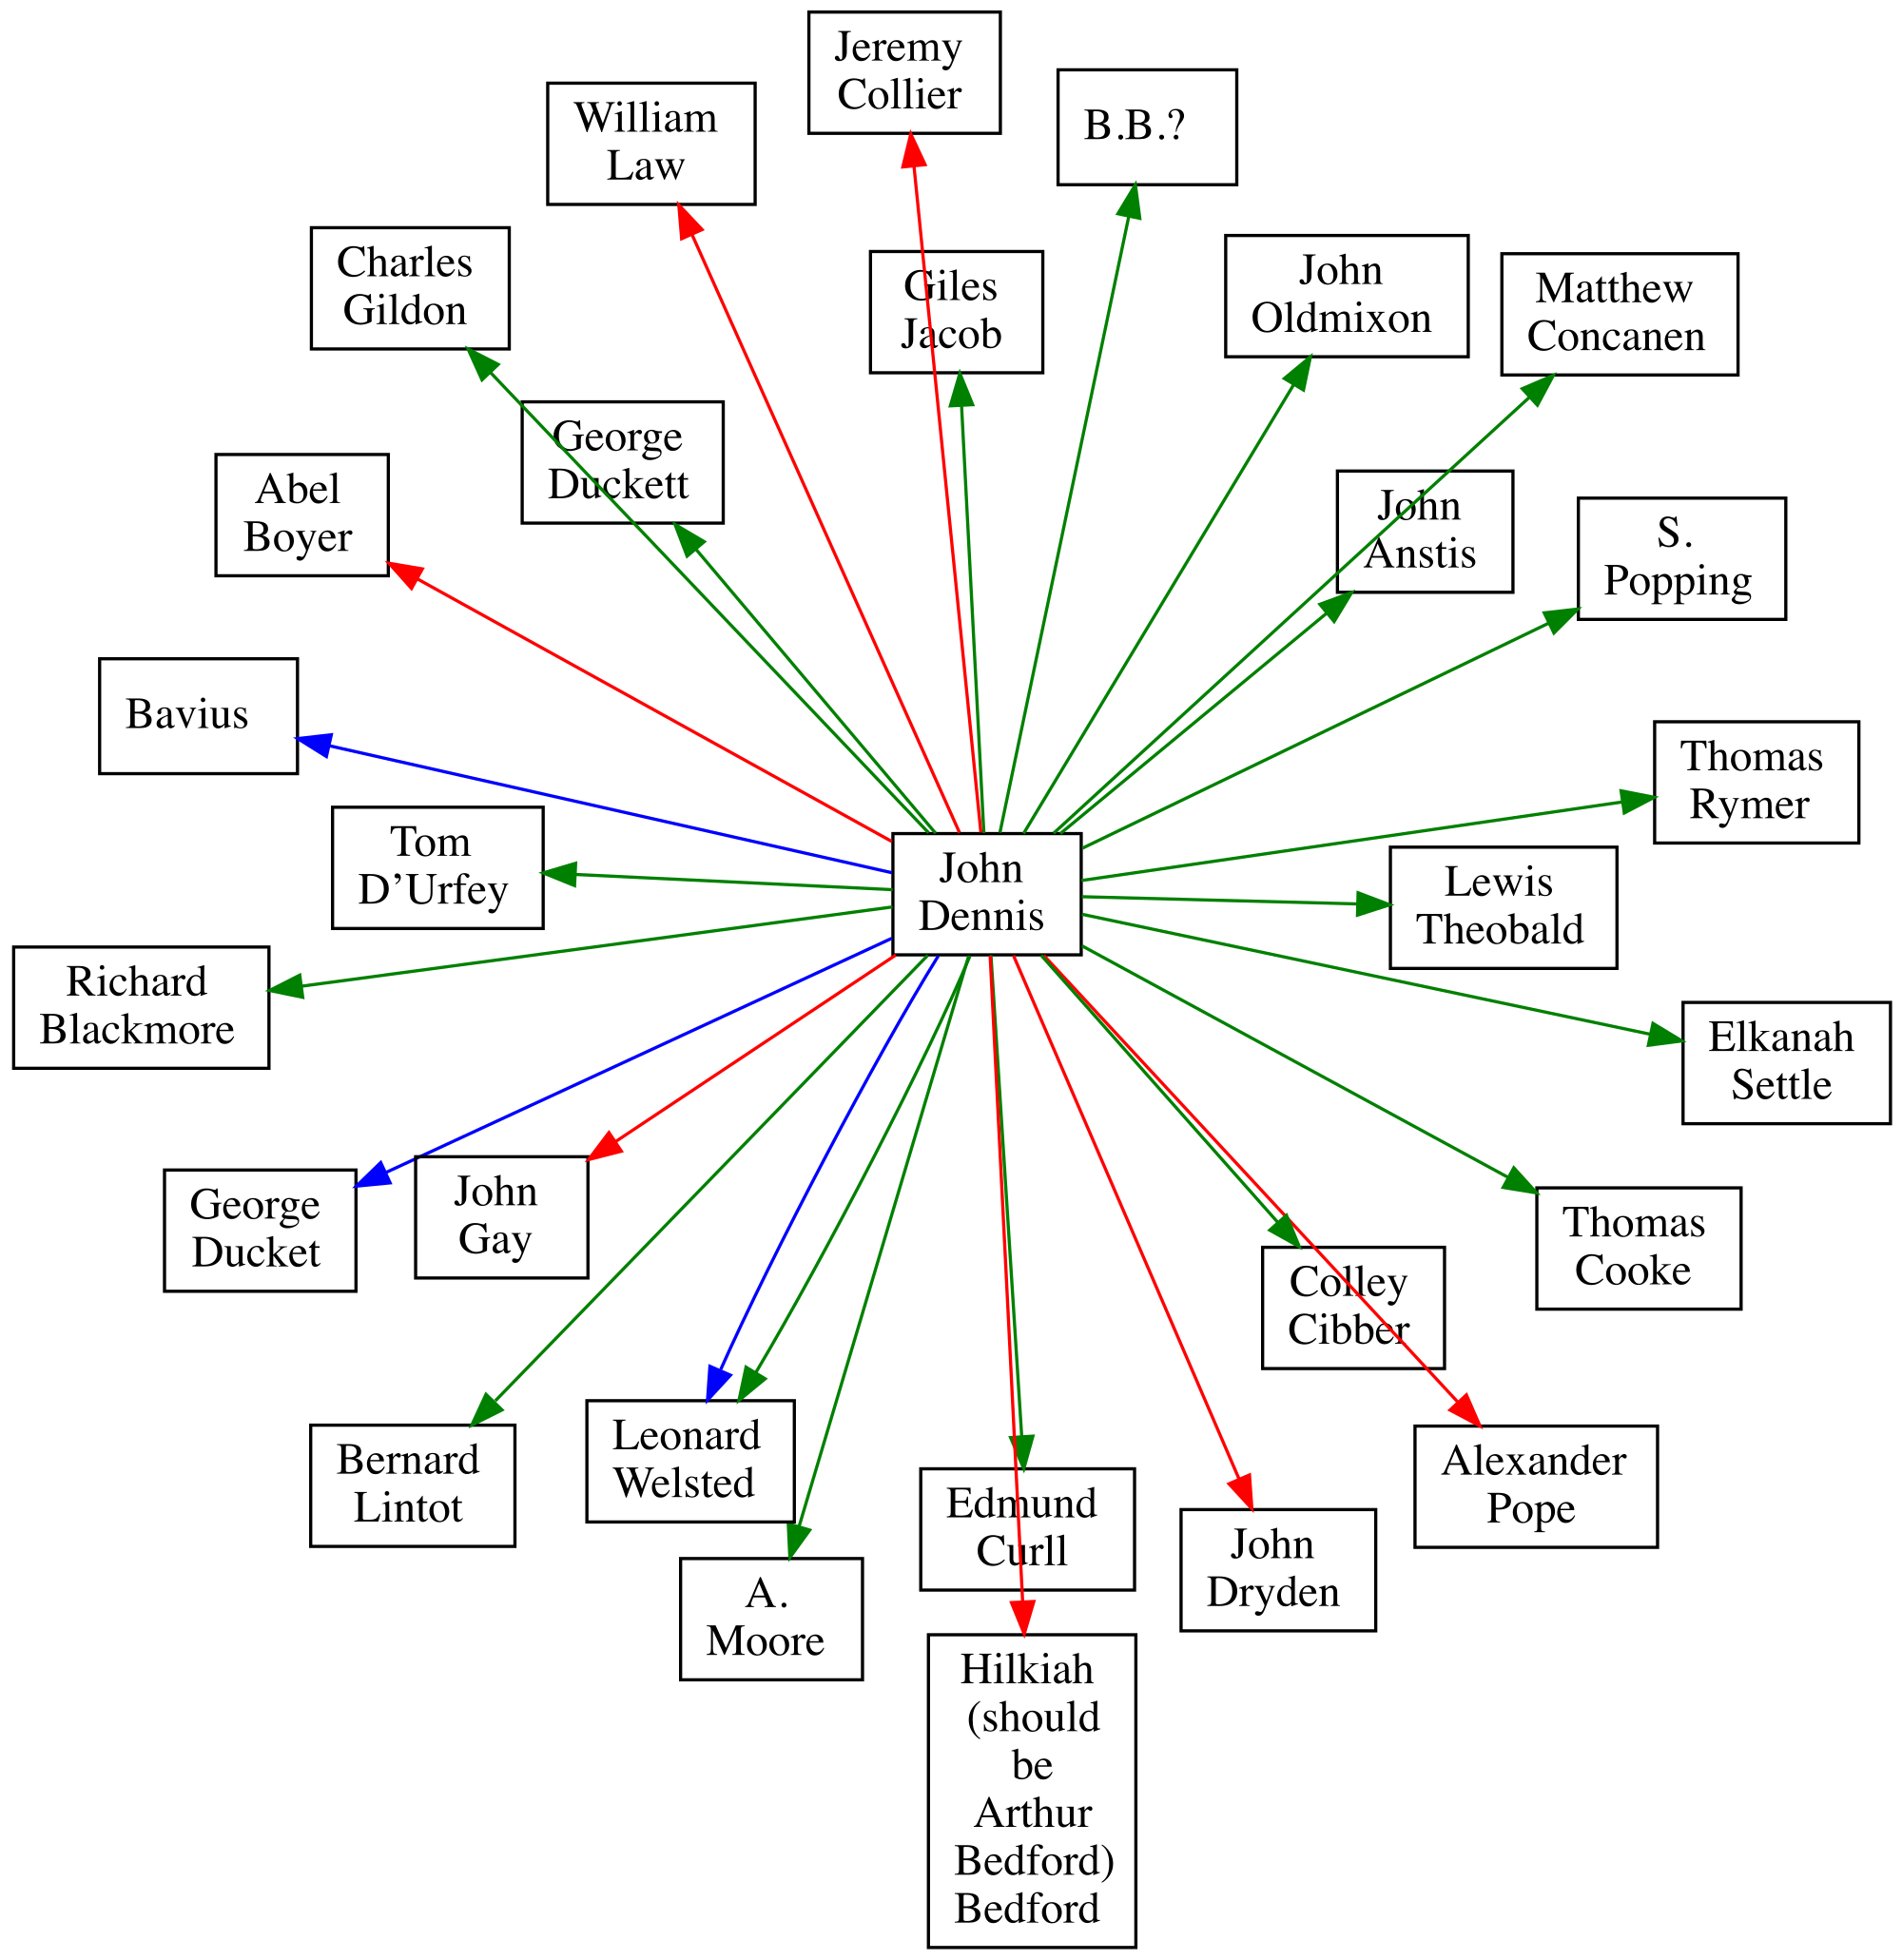 Jeremy
Collier
B.B.?
William
Law
Charles
Gildon
Giles
Jacob
John
Oldmixon
Matthew
Concanen
George
Duckett
Abel
Boyer
John
Anstis
S.
Popping
Bavius
Thomas
Rymer
Tom
D'Urfey
John
Dennis
Lewis
Theobald
Richard
Blackmore
Elkanah
Settle
George
Ducket
John
Gay
Thomas
Cooke
Colley
Cibber
Bernard
Lintot
Leonard
Welsted
Alexander
Pope
Edmund
Curll
John
Dryden
A.
Moore
Hilkiah
(should
be
Arthur
Bedford)
Bedford